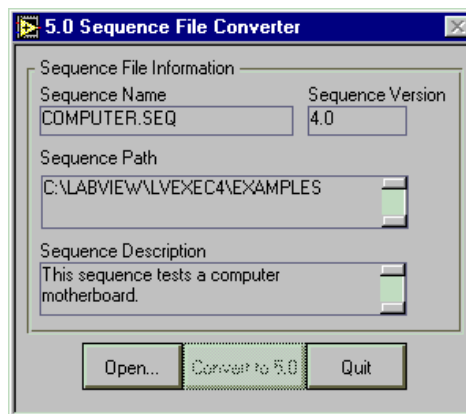 5.0 Sequence File Converter
Sequence File Information
Sequence Name
Sequence Version
COMPUTER.SEQ
4.0
Sequence Path
C:\LABVIEW\LVEXEC4\EXAMPLES
Sequence Description
This sequence tests a computer
motherboard.
Open...
Convert to 5.0
Quit